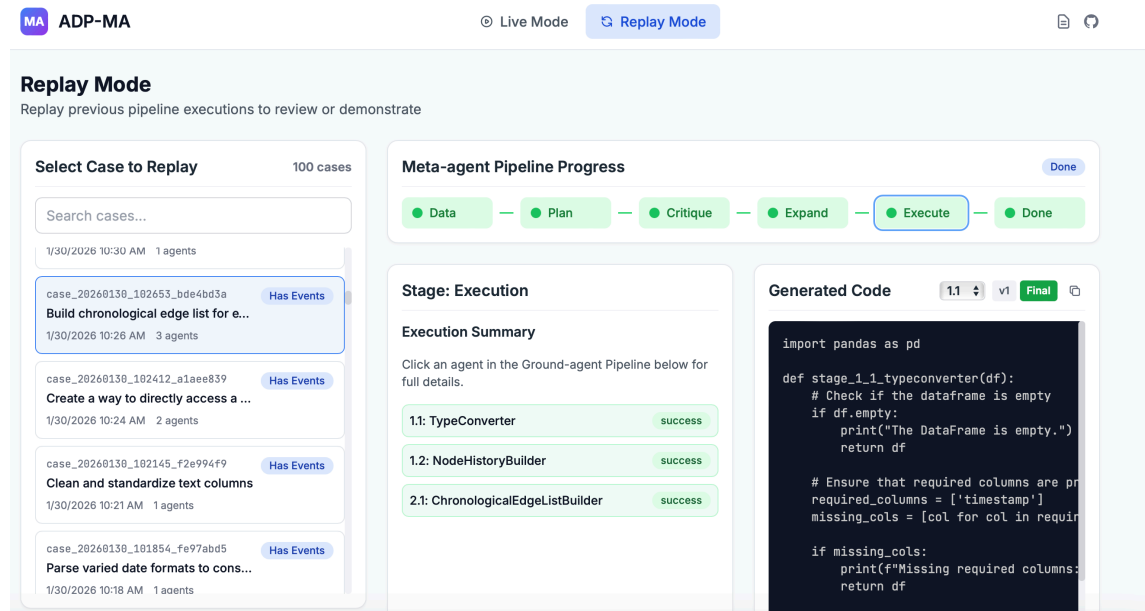 MA ADP-MA Live Mode Replay Mode
Replay Mode
Replay previous pipeline executions to review or demonstrate
Select Case to Replay 100 cases
Search cases...
1/30/2026 10:30 AM 1 agents
case_20260130_102653_bde4bd3a Has Events
Build chronological edge list for e...
1/30/2026 10:26 AM 3 agents
case_20260130_102412_a1aee839 Has Events
Create a way to directly access a ...
1/30/2026 10:24 AM 2 agents
case_20260130_102145_f2e994f9 Has Events
Clean and standardize text columns
1/30/2026 10:21 AM 1 agents
case_20260130_101854_fe97abd5 Has Events
Parse varied date formats to cons...
1/30/2026 10:18 AM 1 agents
Meta-agent Pipeline Progress Done
Data Plan Critique Expand Execute Done
Stage: Execution
Execution Summary
Click an agent in the Ground-agent Pipeline below for
full details.
1.1: TypeConverter success
1.2: NodeHistoryBuilder success
2.1: ChronologicalEdgeListBuilder success
Generated Code 1.1 v1 Final
import pandas as pd
def stage_1_1_typeconverter(df):
# Check if the dataframe is empty
if df.empty:
print("The DataFrame is empty.")
return df
# Ensure that required columns are pr
required_columns = ['timestamp']
missing_cols = [col for col in requir
if missing_cols:
print(f"Missing required columns:
return df